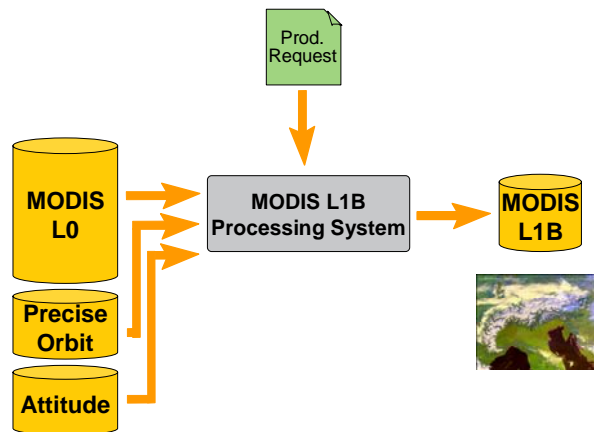 Prod.
Request
MODIS
L0
MODIS L1B
Processing System
MODIS
L1B
Precise
Orbit
Attitude